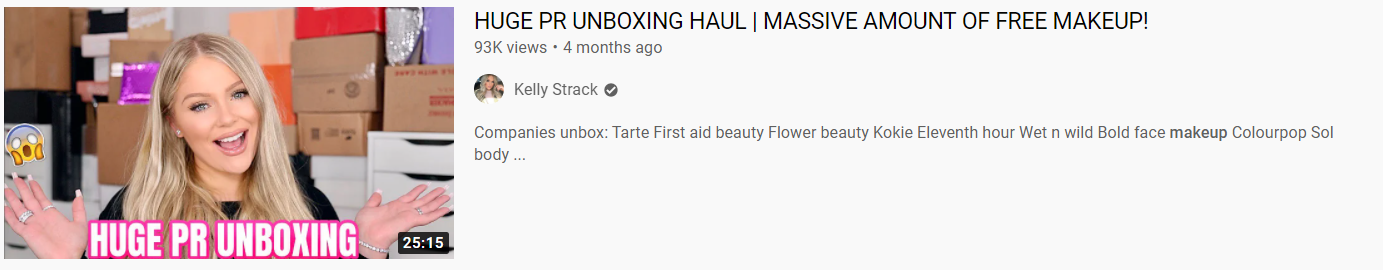 HUGE PR UNBOXING HAUL | MASSIVE AMOUNT OF FREE MAKEUP!
93K views • 4 months ago
Kelly Strack
Companies unbox: Tarte First aid beauty Flower beauty Kokie Eleventh hour Wet n wild Bold face makeup Colourpop Sol
body ...
HUGE PR UNBOXING
25:15